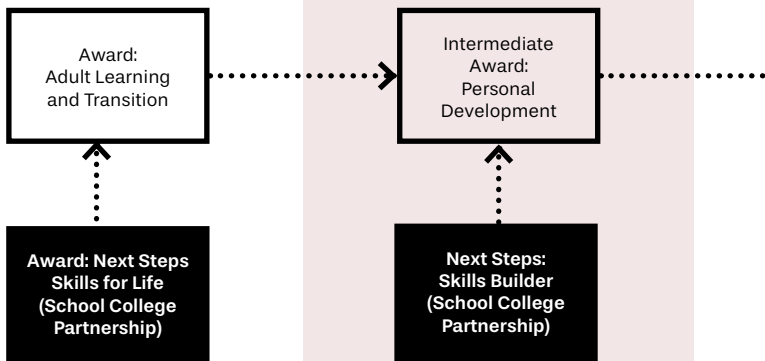 Award:
Adult Learning
and Transition
Intermediate
Award:
Personal
Development
Award: Next Steps
Skills for Life
(School College
Partnership)
Next Steps:
Skills Builder
(School College
Partnership)